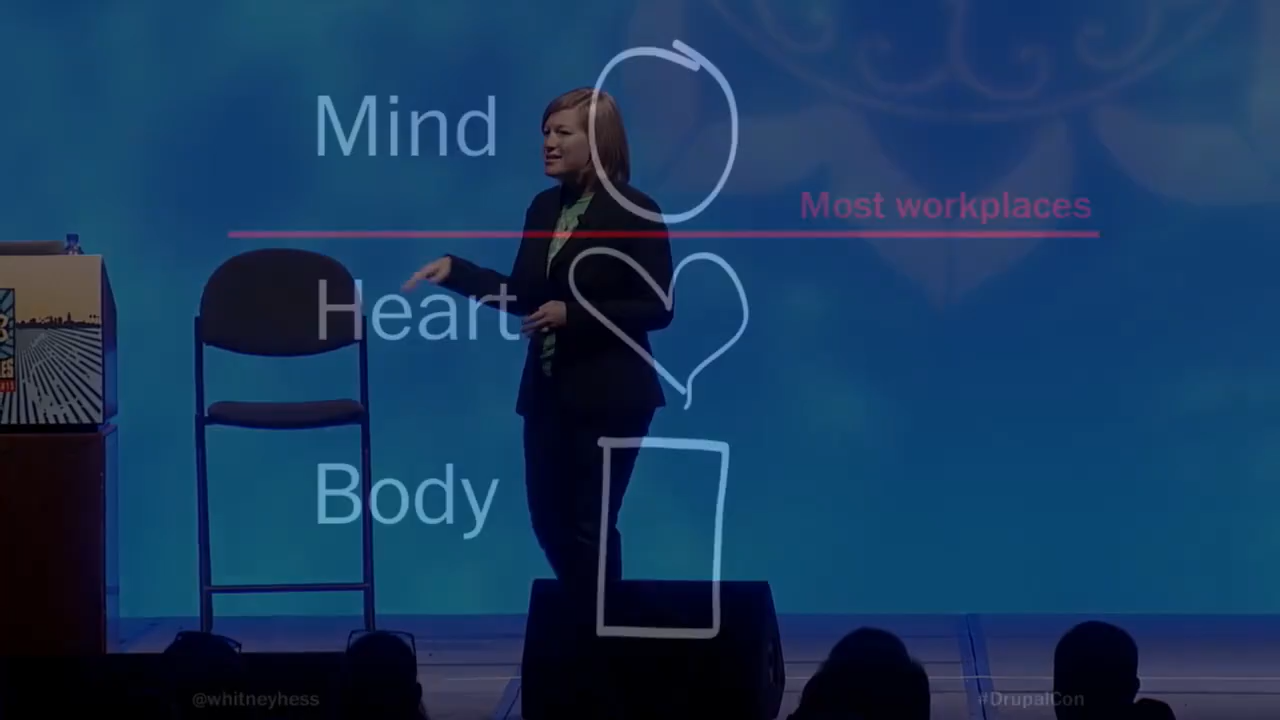 Mind
Most workplaces
Heart
Body
@whitneyhess
#DrupalCon